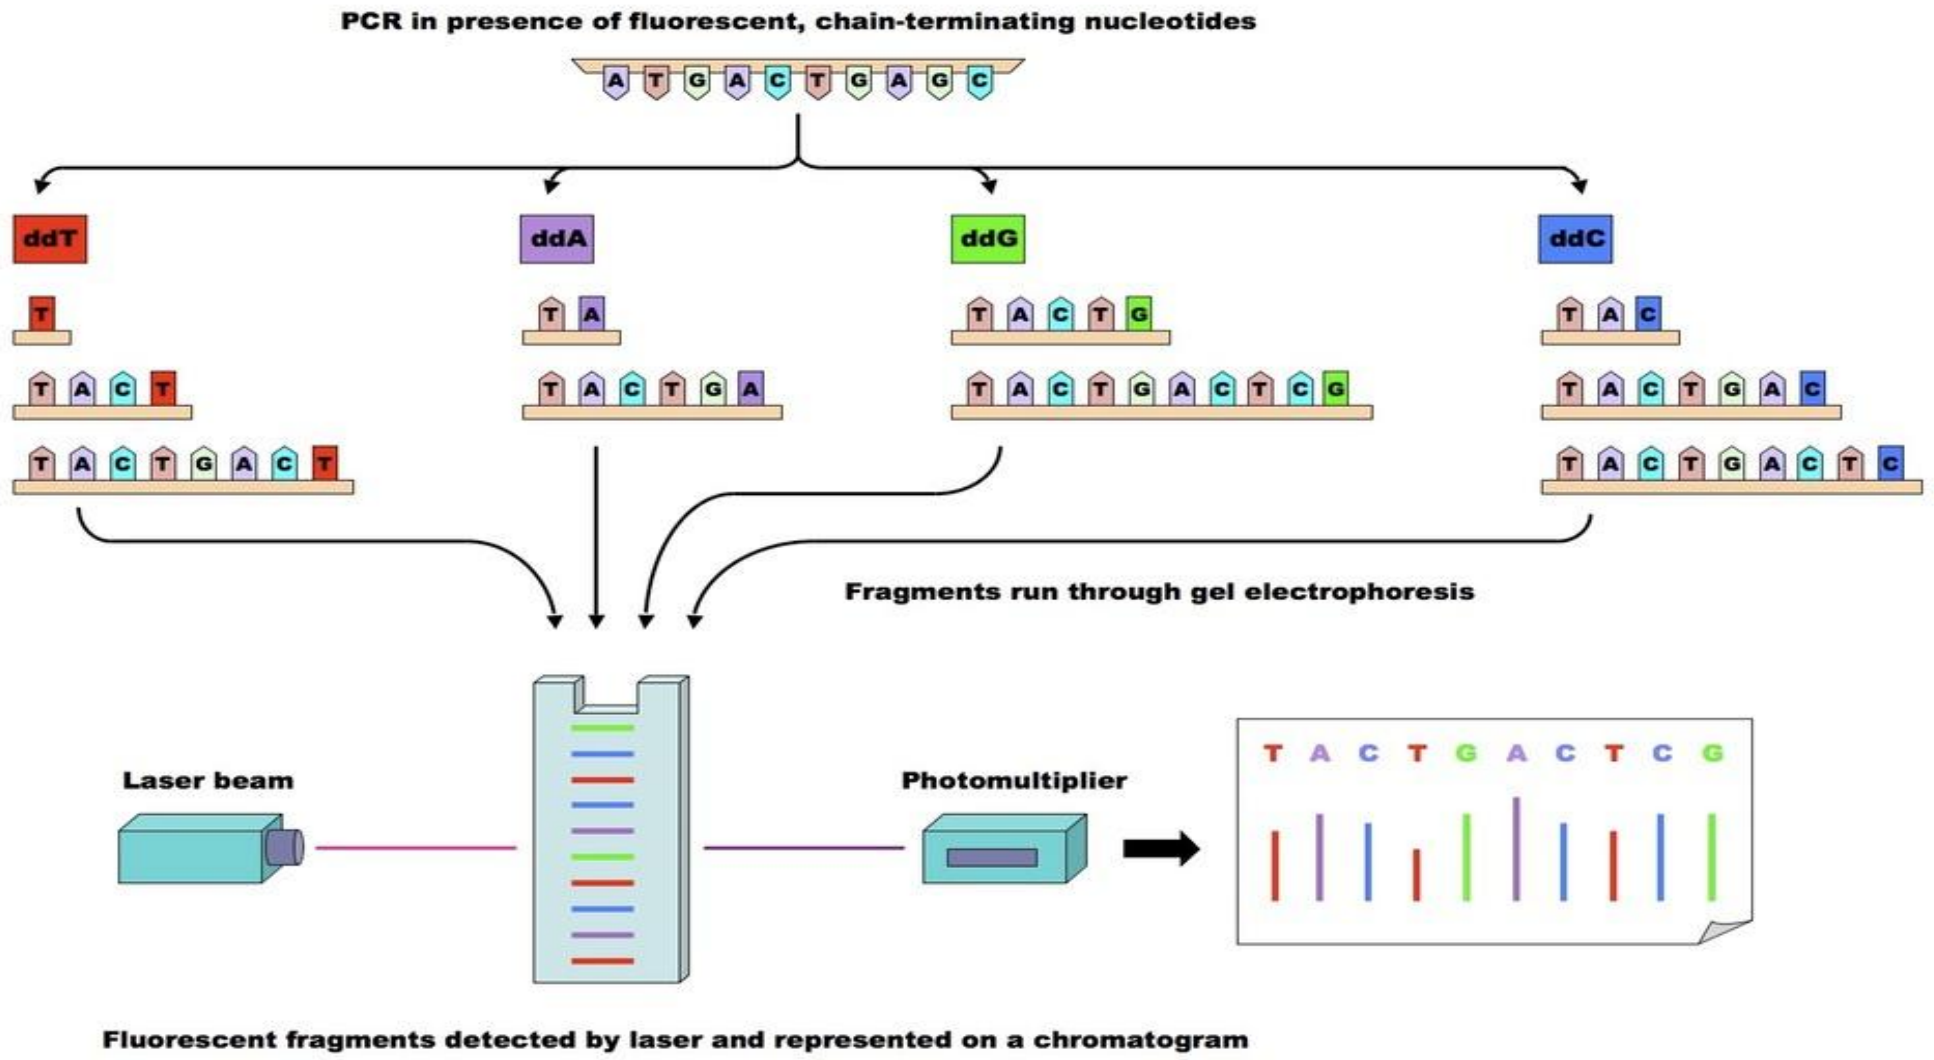 PCR in presence of fluorescent, chain-terminating nucleotides
A T G A C T G A G C
ddT
ddA
ddG
ddC
T
T A
T A C T G
T A C
T A C T
T A C T G A
T A C T G A C T C G
T A C T G A C
T A C T G A C T
T A C T G A C T C
Fragments run through gel electrophoresis
Laser beam
Photomultiplier
T A C T G A C T C G
Fluorescent fragments detected by laser and represented on a chromatogram